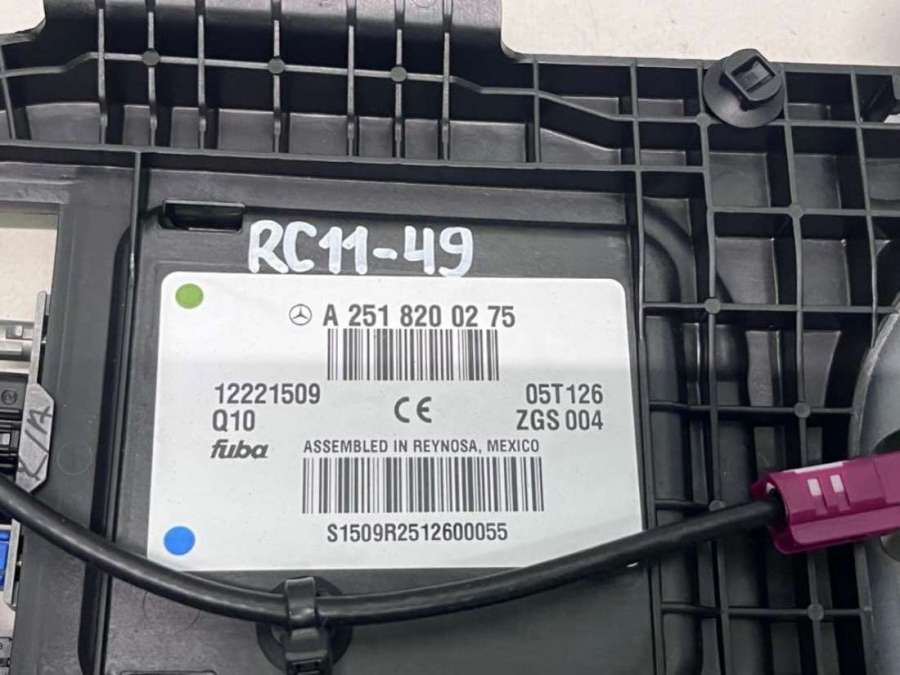 RC11-49
A 251 820 02 75
12221509
05T126
Q10
CE
ZGS 004
fuba
ASSEMBLED IN REYNOSA, MEXICO
S1509R2512600055